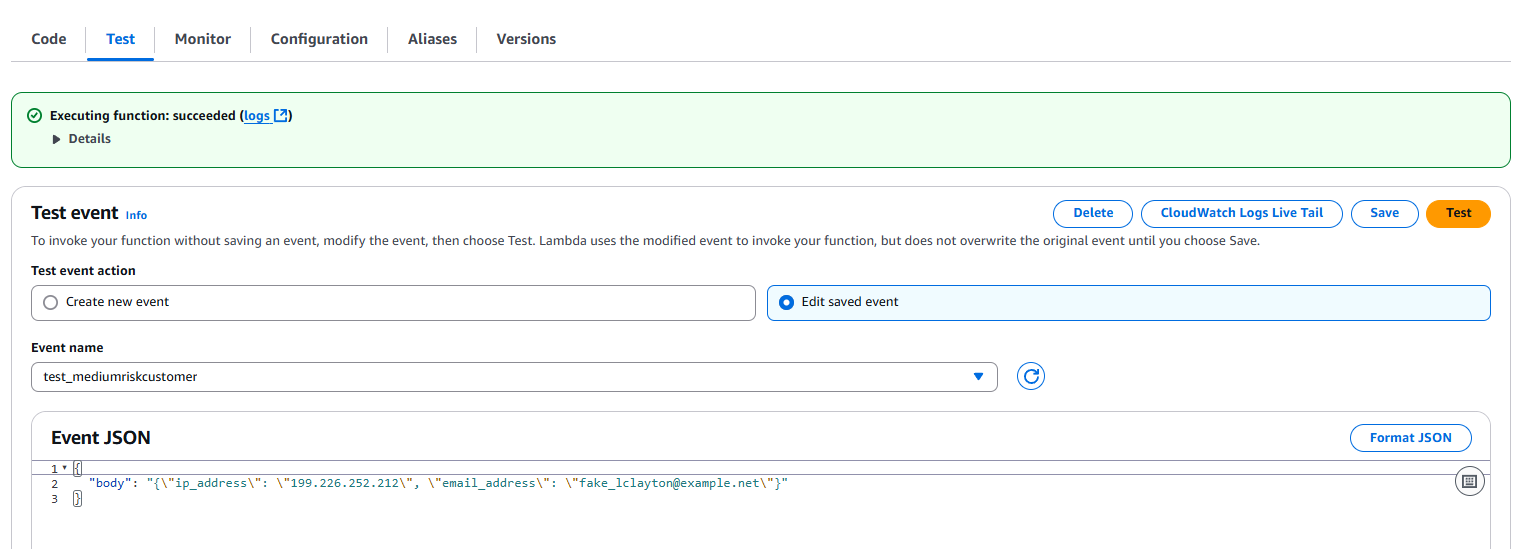 Code Test Monitor Configuration Aliases Versions
Executing function: succeeded (logs)
Details
Test event Info Delete CloudWatch Logs Live Tail Save Test
To invoke your function without saving an event, modify the event, then choose Test. Lambda uses the modified event to invoke your function, but does not overwrite the original event until you choose Save.
Test event action
Create new event Edit saved event
Event name
test_mediumriskcustomer
Event JSON Format JSON
1 {
2 "body": "{\"ip_address\": \"199.226.252.212\", \"email_address\": \"fake_lclayton@example.net\"}"
3 }